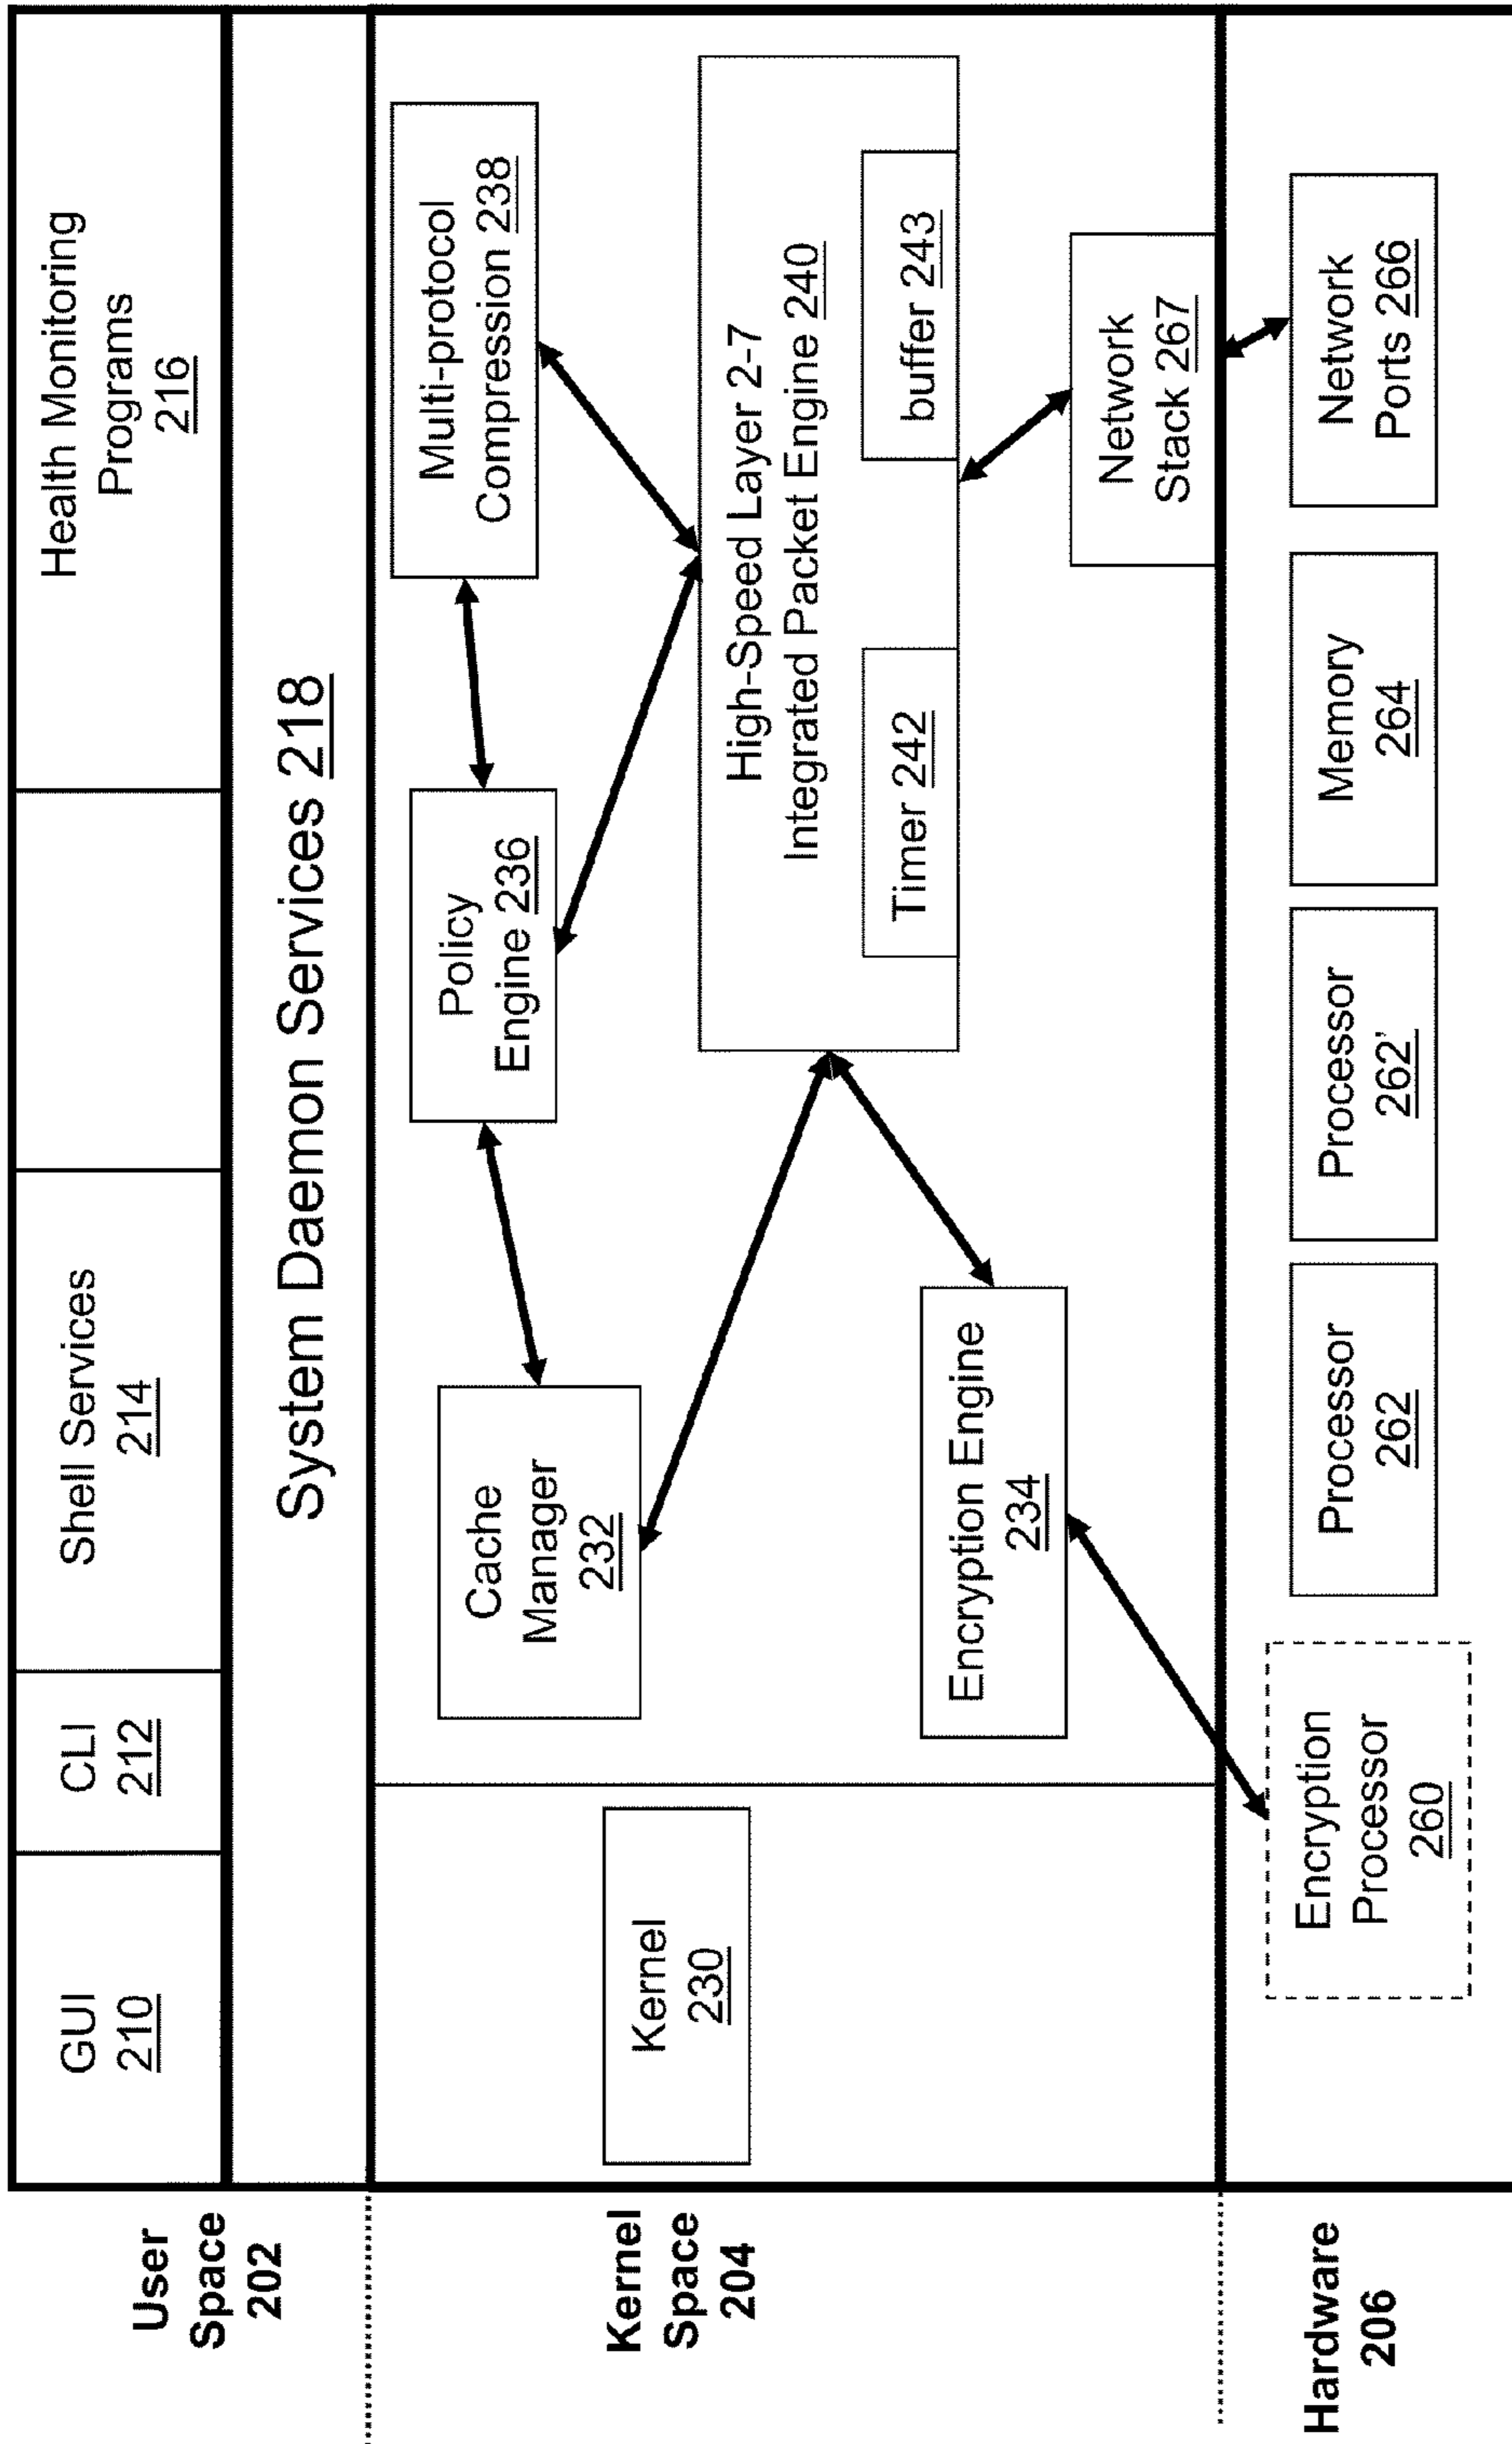 User
Space
202
GUI
210
CLI
212
Shell Services
214
Health Monitoring
Programs
216
System Daemon Services 218
Kernel
Space
204
Kernel
230
Cache
Manager
232
Policy
Engine 236
Multi-protocol
Compression 238
High-Speed Layer 2-7
Integrated Packet Engine 240
Timer 242
buffer 243
Encryption Engine
234
Network
Stack 267
Hardware
206
Encryption
Processor
260
Processor
262
Processor
262'
Memory
264
Network
Ports 266